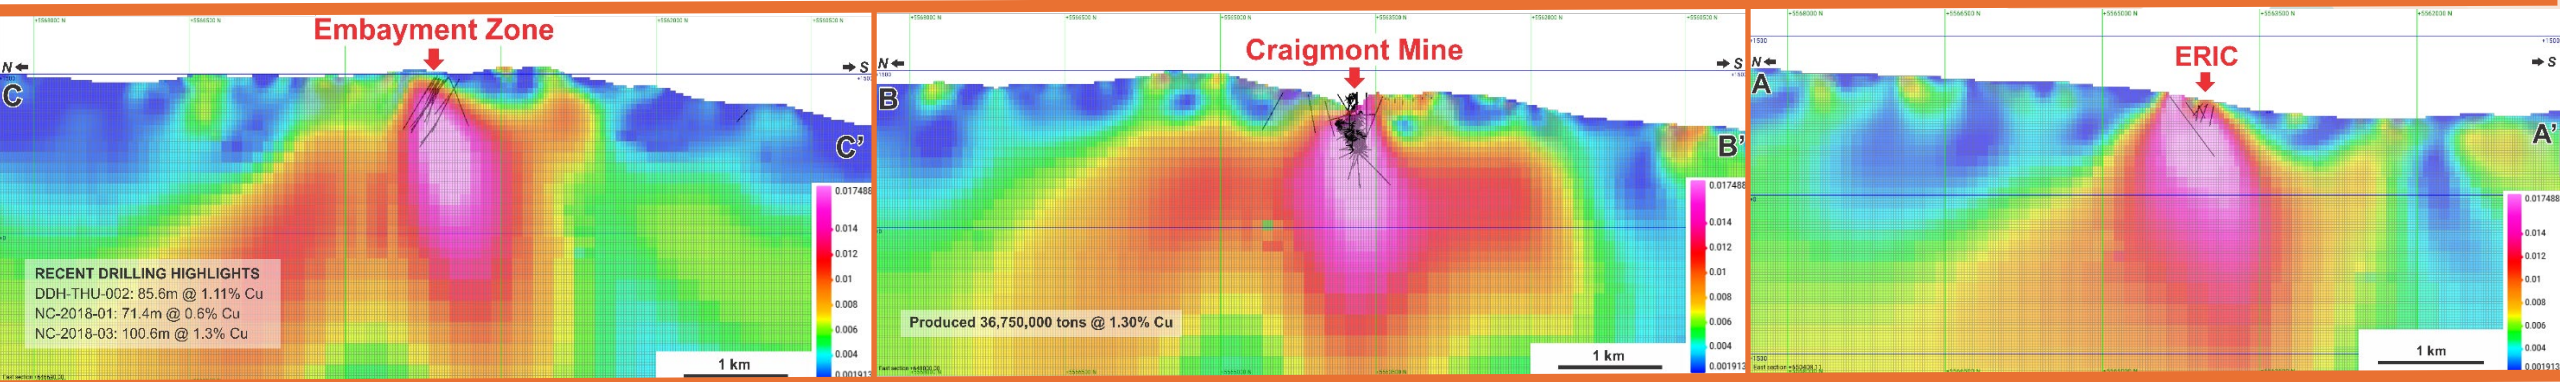 Embayment Zone
N
S
C
C'
RECENT DRILLING HIGHLIGHTS
DDH-THU-002: 85.6m @ 1.11% Cu
NC-2018-01: 71.4m @ 0.6% Cu
NC-2018-03: 100.6m @ 1.3% Cu
0.017488
0.014
0.012
0.01
0.008
0.006
0.004
0.001913
1 km
Craigmont Mine
N
S
B
B'
Produced 36,750,000 tons @ 1.30% Cu
0.017488
0.014
0.012
0.01
0.008
0.006
0.004
0.001913
1 km
ERIC
N
S
A
A'
+1500
0.017488
0.014
0.012
0.01
0.008
0.006
0.004
0.001913
1 km